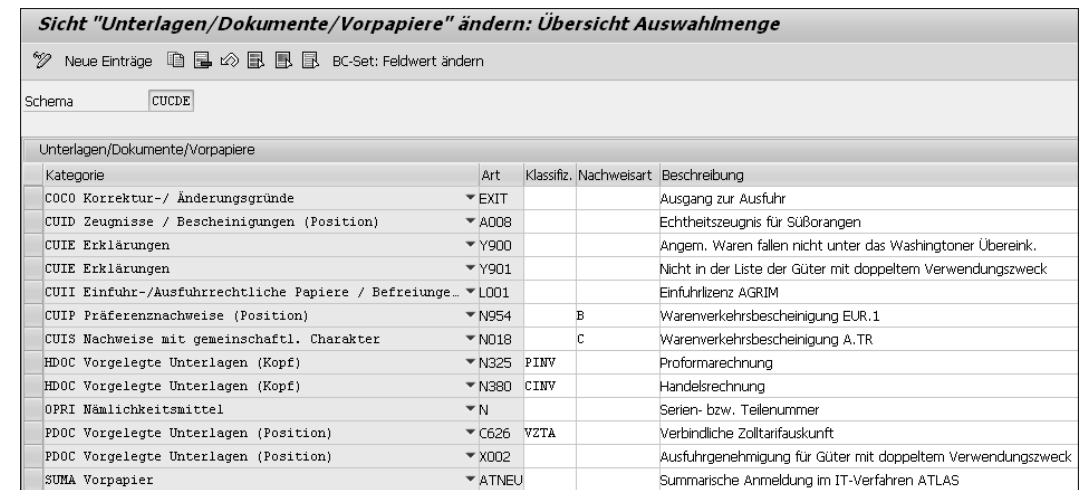 Sicht "Unterlagen/Dokumente/Vorpapiere" ändern: Übersicht Auswahlmenge
Neue Einträge BC-Set: Feldwert ändern
Schema CUCDE
Unterlagen/Dokumente/Vorpapiere
Kategorie Art Klassifiz. Nachweisart Beschreibung
COCO Korrektur-/ Änderungsgründe EXIT Ausgang zur Ausfuhr
CUID Zeugnisse / Bescheinigungen (Position) A008 Echtheitszeugnis für Süßorangen
CUIE Erklärungen Y900 Angem. Waren fallen nicht unter das Washingtoner Übereink.
CUIE Erklärungen Y901 Nicht in der Liste der Güter mit doppeltem Verwendungszweck
CUII Einfuhr-/Ausfuhrrechtliche Papiere / Befreiunge… L001 Einfuhrlizenz AGRIM
CUIP Präferenznachweise (Position) N954 B Warenverkehrsbescheinigung EUR.1
CUIS Nachweise mit gemeinschaftl. Charakter N018 C Warenverkehrsbescheinigung A.TR
HDOC Vorgelegte Unterlagen (Kopf) N325 PINV Proformarechnung
HDOC Vorgelegte Unterlagen (Kopf) N380 CINV Handelsrechnung
OPRI Nämlichkeitsmittel N Serien- bzw. Teilenummer
PDOC Vorgelegte Unterlagen (Position) C626 VZTA Verbindliche Zolltarifauskunft
PDOC Vorgelegte Unterlagen (Position) X002 Ausfuhrgenehmigung für Güter mit doppeltem Verwendungszweck
SUMA Vorpapier ATNEU Summarische Anmeldung im IT-Verfahren ATLAS